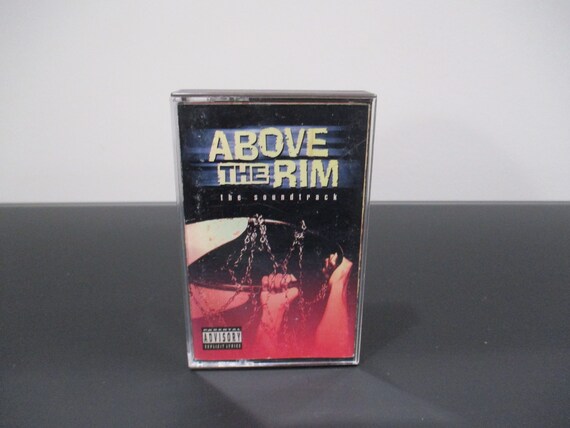 ABOVE
THE RIM
the soundtrack
PARENTAL
ADVISORY
EXPLICIT LYRICS